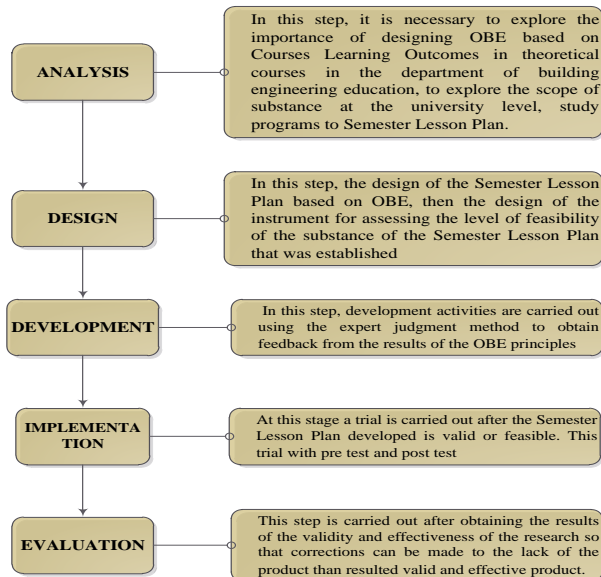 ANALYSIS
In this step, it is necessary to explore the
importance of designing OBE based on
Courses Learning Outcomes in theoretical
courses in the department of building
engineering education, to explore the scope of
substance at the university level, study
programs to Semester Lesson Plan.
DESIGN
In this step, the design of the Semester Lesson
Plan based on OBE, then the design of the
instrument for assessing the level of feasibility
of the substance of the Semester Lesson Plan
that was established
DEVELOPMENT
In this step, development activities are carried out
using the expert judgment method to obtain
feedback from the results of the OBE principles
IMPLEMENTA
TION
At this stage a trial is carried out after the Semester
Lesson Plan developed is valid or feasible. This
trial with pre test and post test
EVALUATION
This step is carried out after obtaining the results
of the validity and effectiveness of the research so
that corrections can be made to the lack of the
product than resulted valid and effective product.